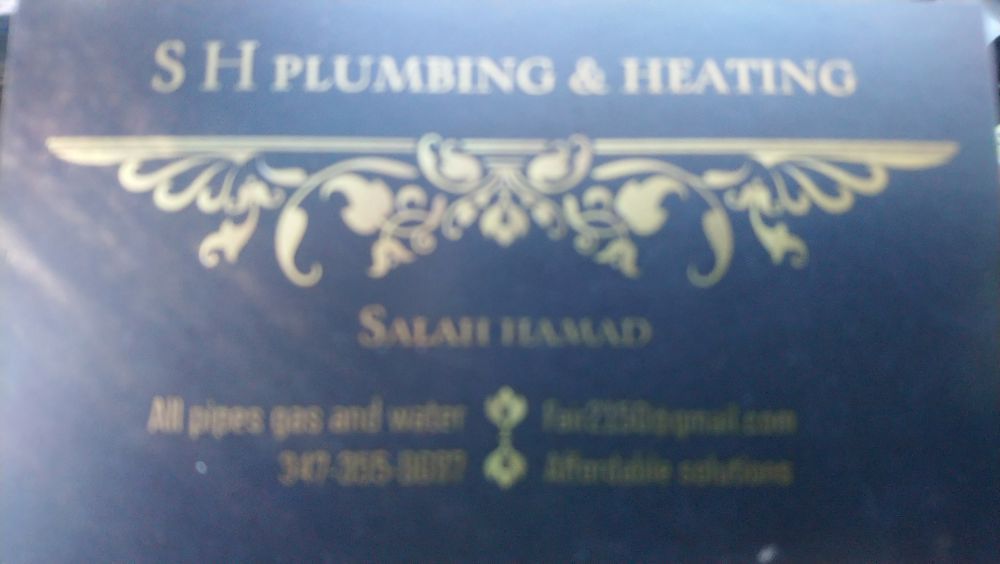 S H PLUMBING & HEATING
SALAH HAMAD
All pipes gas and water
Affordable solutions